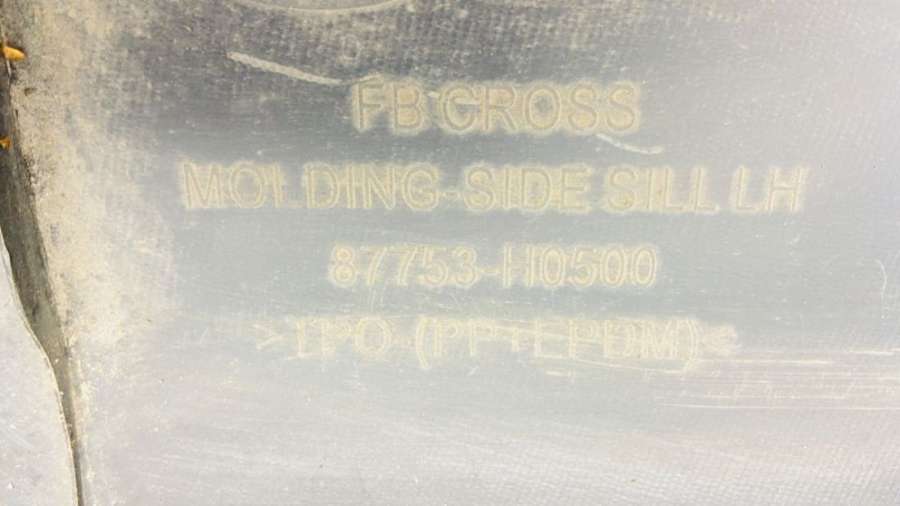 FB CROSS
MOLDING-SIDE SILL LH
87753-H0500
>TPO (PP+EPDM)<